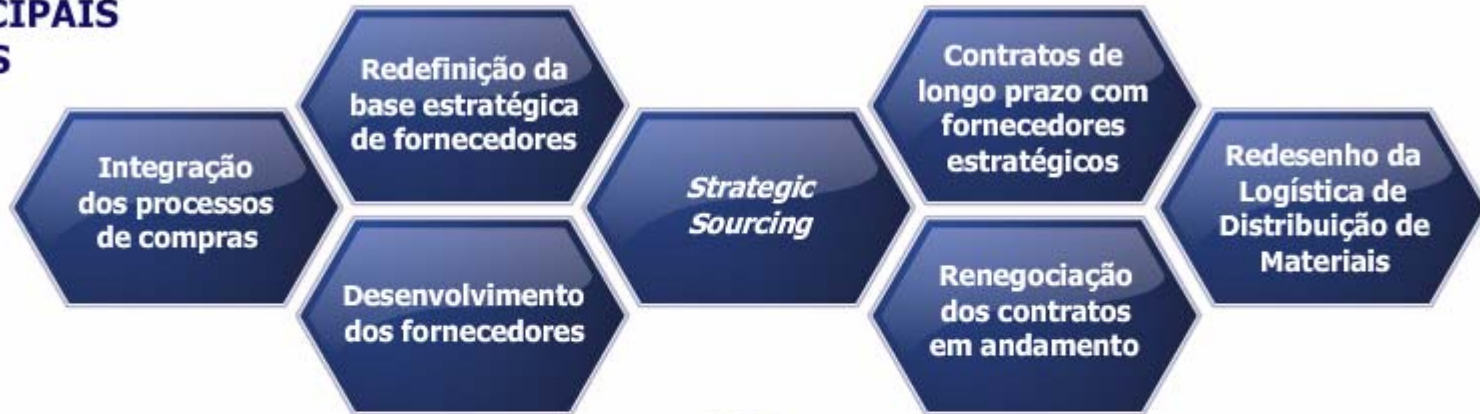 Integração
dos processos
de compras
Redefinição da
base estratégica
de fornecedores
Desenvolvimento
dos fornecedores
Strategic
Sourcing
Contratos de
longo prazo com
fornecedores
estratégicos
Renegociação
dos contratos
em andamento
Redesenho da
Logística de
Distribuição de
Materiais